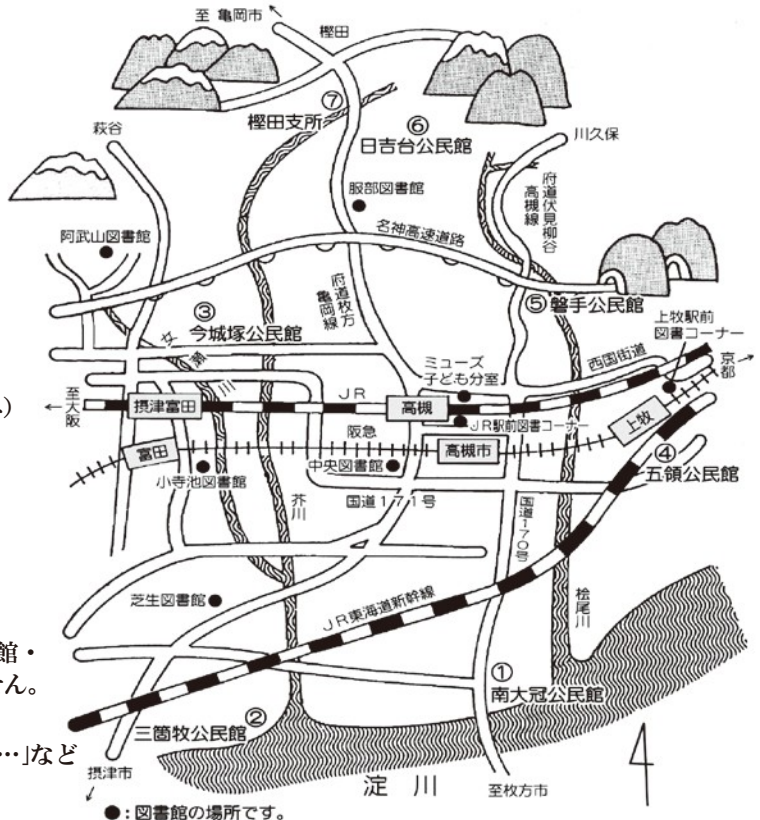 至 亀岡市
樫田
⑦
樫田支所
⑥
日吉台公民館
川久保
萩谷
服部図書館
府道伏見柳谷
高槻線
阿武山図書館
名神高速道路
③
今城塚公民館
府道枚方
亀岡線
⑤磐手公民館
上牧駅前
図書コーナー
女瀬川
ミューズ
子ども分室
西国街道
京都
至大阪
摂津富田
JR
高槻
JR駅前図書コーナー
上牧
富田
阪急
高槻市
④
五領公民館
小寺池図書館
中央図書館
芥川
国道171号
国道170号
芝生図書館
JR東海道新幹線
桧尾川
館・
せん。
①
南大冠公民館
三箇牧公民館②
…」など
摂津市
淀川
至枚方市
●:図書館の場所です。